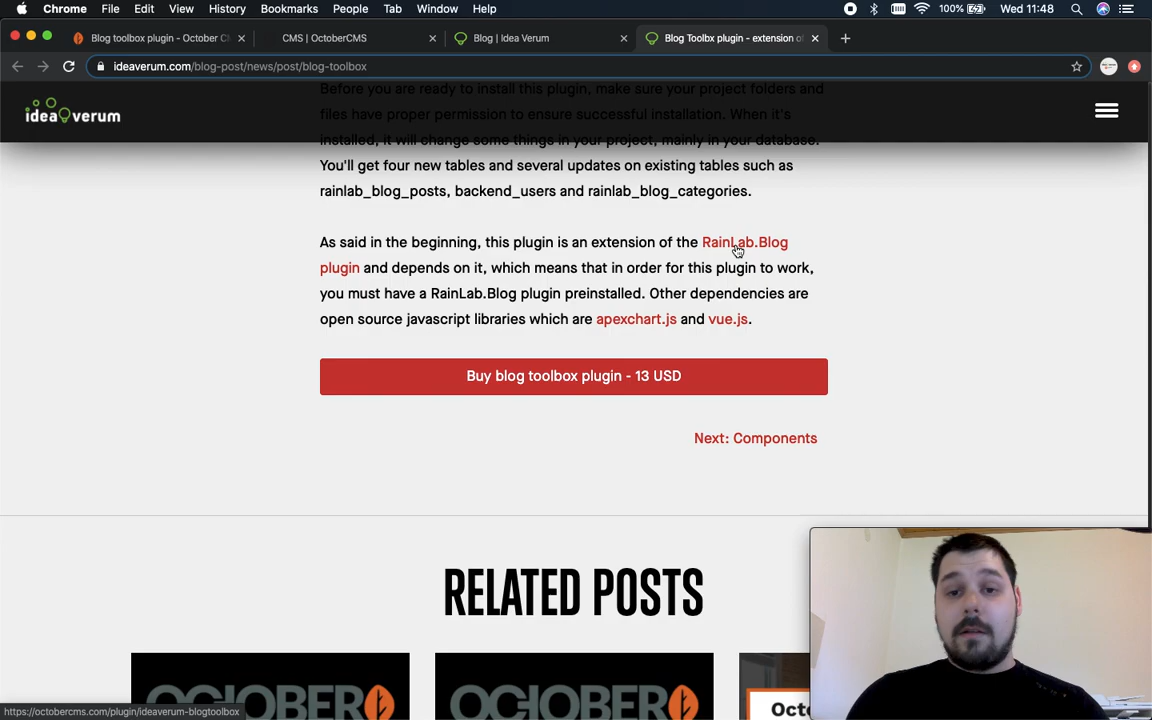 Chrome File Edit View History Bookmarks People Tab Window Help 100% Wed 11:48
Blog toolbox plugin - October C
CMS | OctoberCMS
Blog | Idea Verum
Blog Toolbx plugin - extension o
ideaverum.com/blog-post/news/post/blog-toolbox
idea verum
Before you are ready to install this plugin, make sure your project folders and
files have proper permission to ensure successful installation. When it's
installed, it will change some things in your project, mainly in your database.
You'll get four new tables and several updates on existing tables such as
rainlab_blog_posts, backend_users and rainlab_blog_categories.
As said in the beginning, this plugin is an extension of the RainLab.Blog
plugin and depends on it, which means that in order for this plugin to work,
you must have a RainLab.Blog plugin preinstalled. Other dependencies are
open source javascript libraries which are apexchart.js and vue.js.
Buy blog toolbox plugin - 13 USD
Next: Components
RELATED POSTS
OCTOBER
OCTOBER
Octo
https://octobercms.com/plugin/ideaverum-blogtoolbox